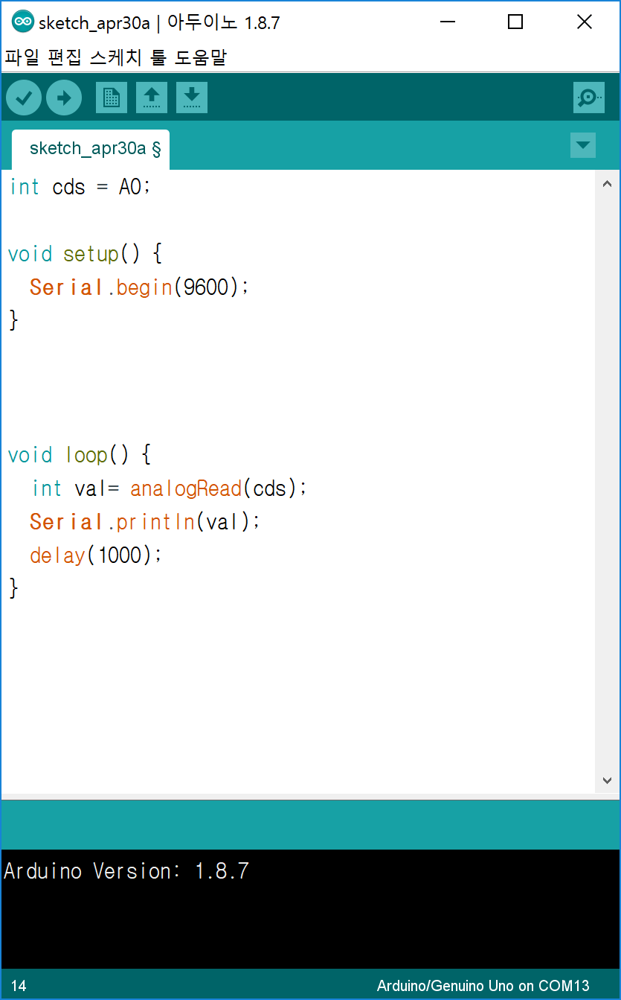 sketch_apr30a | 아두이노 1.8.7
파일 편집 스케치 툴 도움말
sketch_apr30a §
int cds = A0;
void setup() {
  Serial.begin(9600);
}
void loop() {
  int val= analogRead(cds);
  Serial.println(val);
  delay(1000);
}
Arduino Version: 1.8.7
14 Arduino/Genuino Uno on COM13